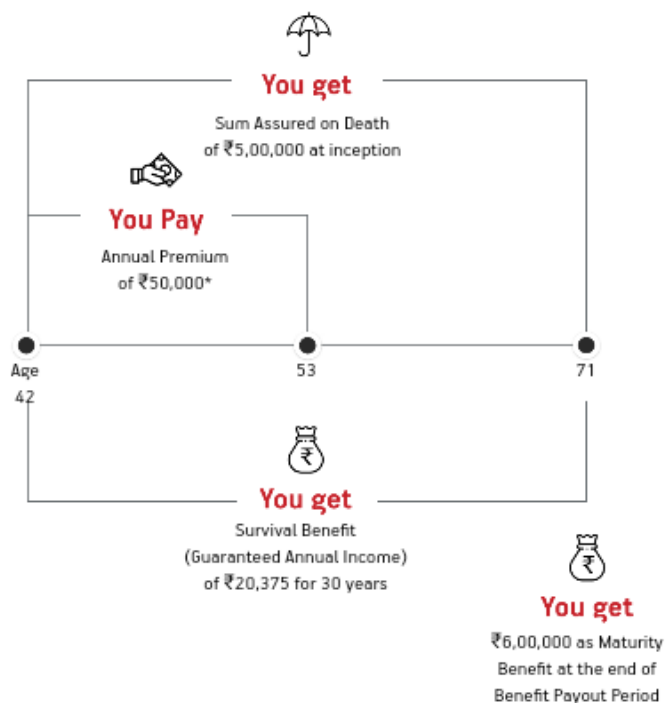 You get
Sum Assured on Death
of ₹5,00,000 at inception
You Pay
Annual Premium
of ₹50,000*
Age
42
53
71
₹
You get
Survival Benefit
(Guaranteed Annual Income)
of ₹20,375 for 30 years
₹
You get
₹6,00,000 as Maturity
Benefit at the end of
Benefit Payout Period